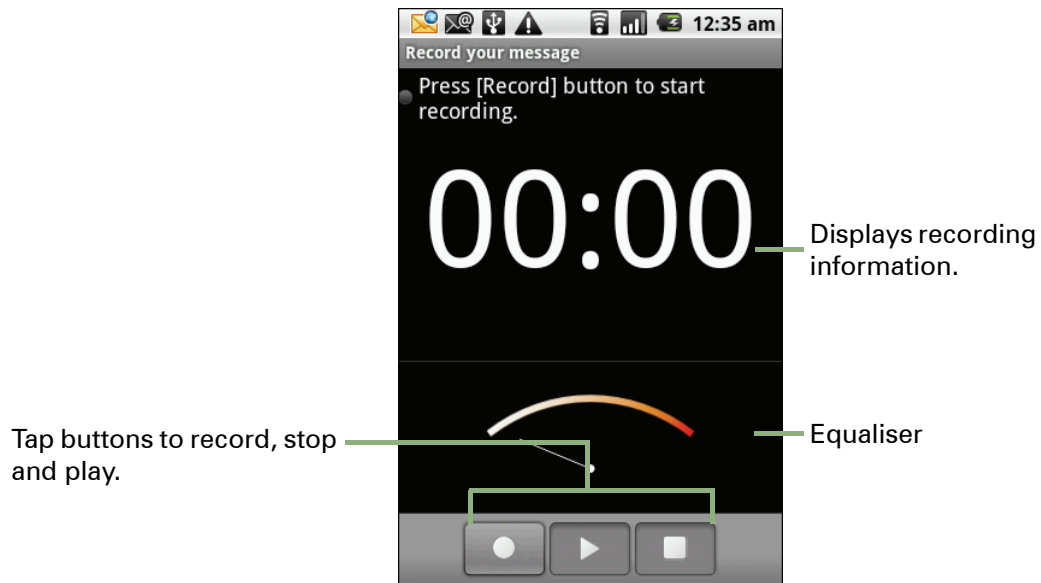 12:35 am
Record your message
Press [Record] button to start
recording.
00:00
Displays recording
information.
Equaliser
Tap buttons to record, stop
and play.